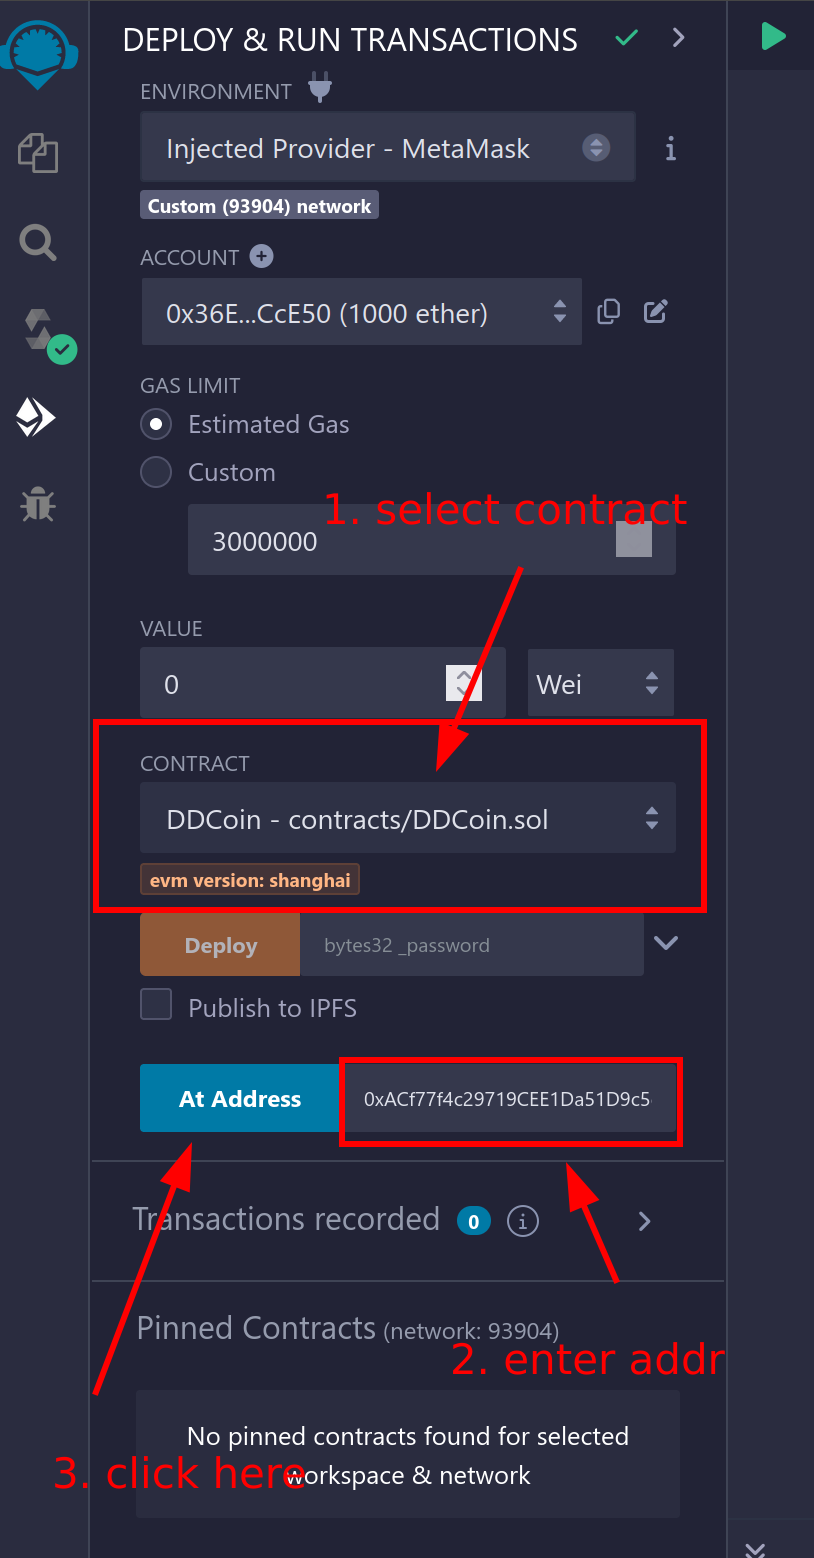 DEPLOY & RUN TRANSACTIONS
ENVIRONMENT
Injected Provider - MetaMask
Custom (93904) network
ACCOUNT
0x36E...CcE50 (1000 ether)
GAS LIMIT
Estimated Gas
Custom
1. select contract
3000000
VALUE
0 Wei
CONTRACT
DDCoin - contracts/DDCoin.sol
evm version: shanghai
Deploy bytes32 _password
Publish to IPFS
At Address 0xACf77f4c29719CEE1Da51D9c5
Transactions recorded 0
Pinned Contracts (network: 93904)
2. enter addr
No pinned contracts found for selected
3. click here
workspace & network